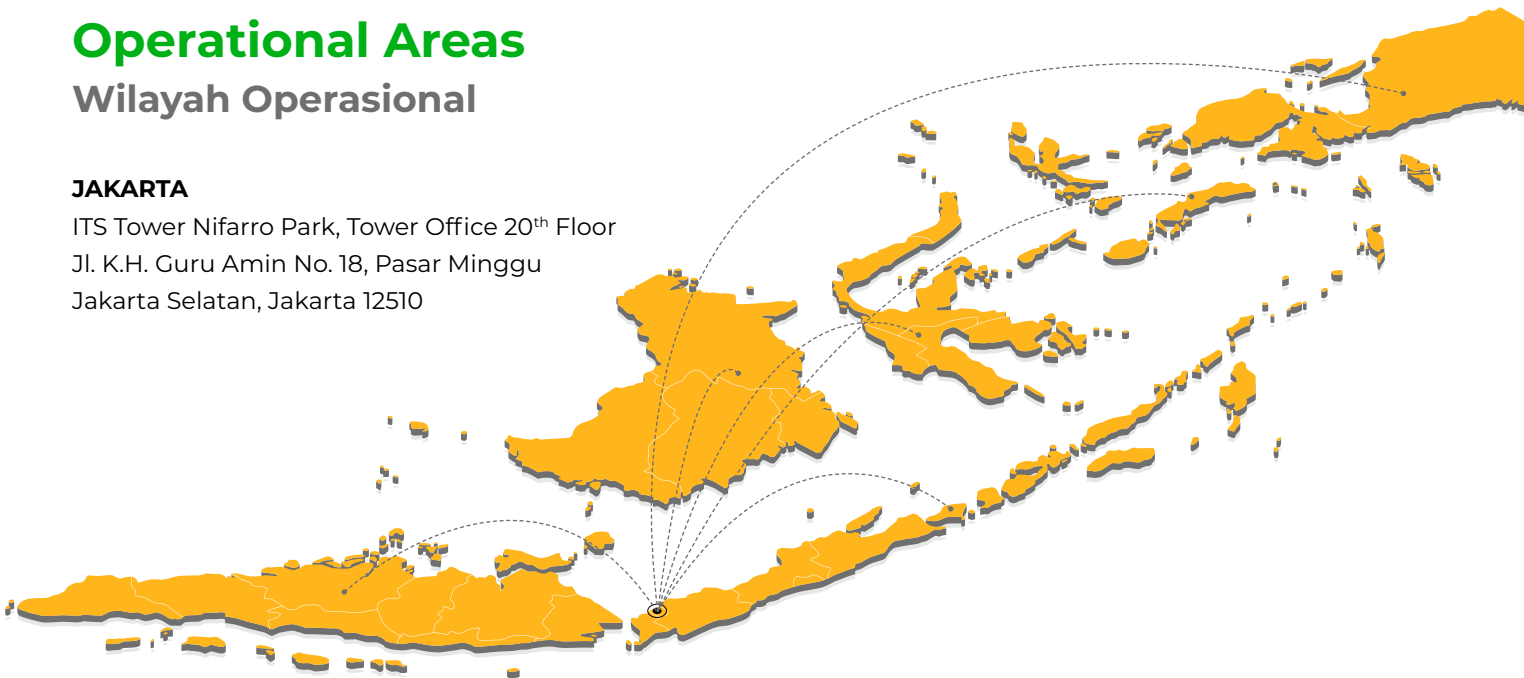 Operational Areas
Wilayah Operasional
JAKARTA
ITS Tower Nifarro Park, Tower Office 20th Floor
Jl. K.H. Guru Amin No. 18, Pasar Minggu
Jakarta Selatan, Jakarta 12510